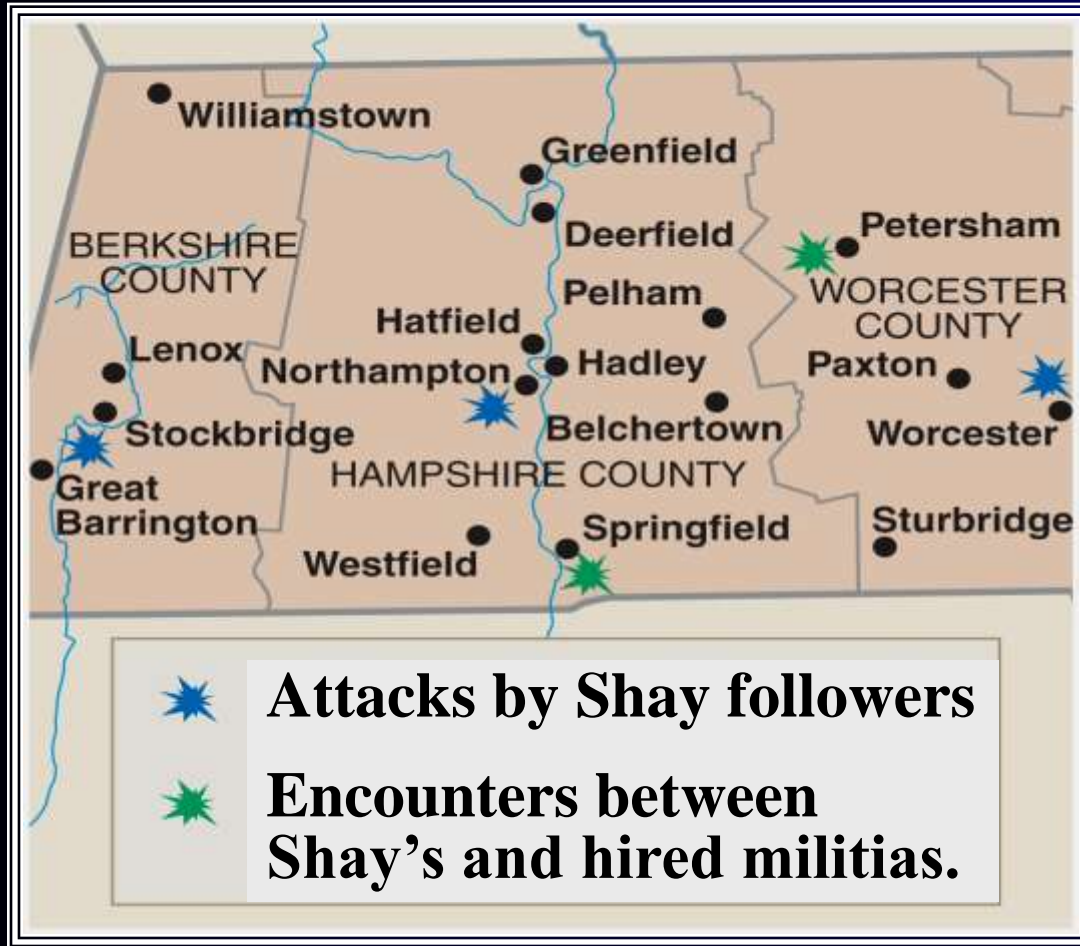 Williamstown
Greenfield
Deerfield
BERKSHIRE
COUNTY
Petersham
Pelham
WORCESTER
COUNTY
Hatfield
Lenox
Northampton
Hadley
Paxton
Stockbridge
Belchertown
Worcester
HAMPSHIRE COUNTY
Great
Barrington
Springfield
Sturbridge
Westfield
Attacks by Shay followers
Encounters between
Shay’s and hired militias.